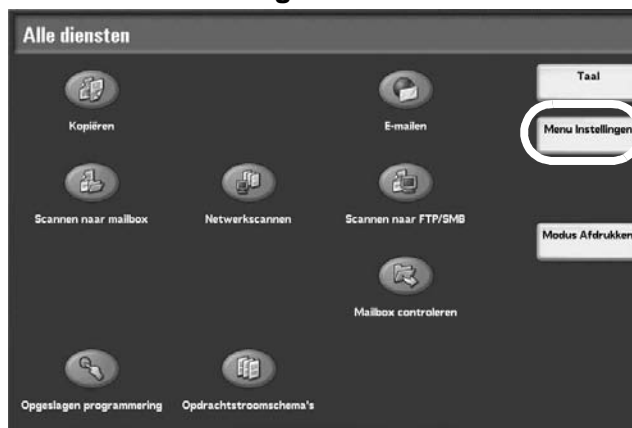 Alle diensten
Taal
Kopiëren
E-mailen
Menu Instellingen
Scannen naar mailbox
Netwerkscannen
Scannen naar FTP/SMB
Modus Afdrukken
Mailbox controleren
Opgeslagen programmering
Opdrachtstroomschema's